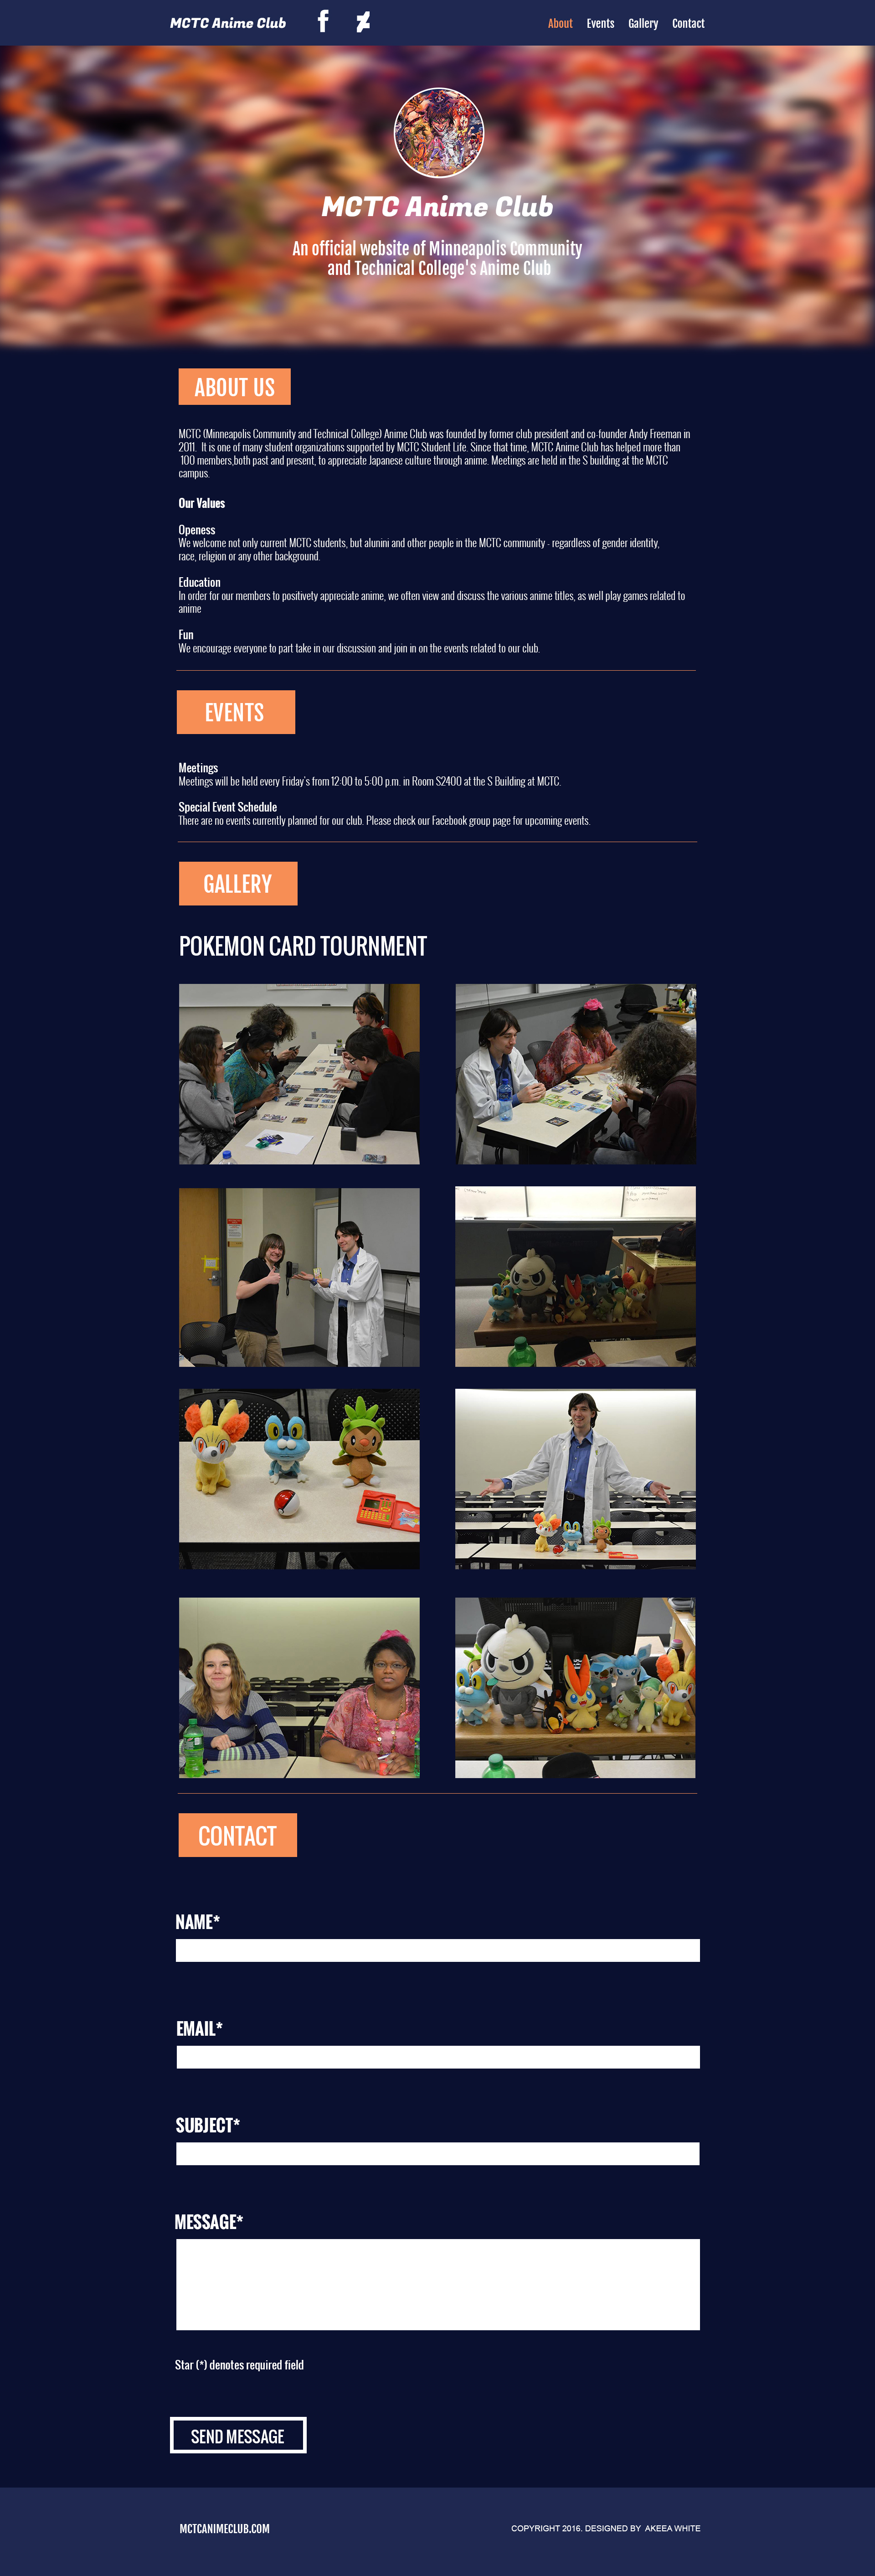 MCTC Anime Club
About Events Gallery Contact
MCTC Anime Club
An official website of Minneapolis Community
and Technical College's Anime Club
ABOUT US
MCTC (Minneapolis Community and Technical College) Anime Club was founded by former club president and co-founder Andy Freeman in
2011. It is one of many student organizations supported by MCTC Student Life. Since that time, MCTC Anime Club has helped more than
100 members,both past and present, to appreciate Japanese culture through anime. Meetings are held in the S building at the MCTC
campus.
Our Values
Openess
We welcome not only current MCTC students, but alunini and other people in the MCTC community - regardless of gender identity,
race, religion or any other background.
Education
In order for our members to positivety appreciate anime, we often view and discuss the various anime titles, as well play games related to
anime
Fun
We encourage everyone to part take in our discussion and join in on the events related to our club.
EVENTS
Meetings
Meetings will be held every Friday's from 12:00 to 5:00 p.m. in Room S2400 at the S Building at MCTC.
Special Event Schedule
There are no events currently planned for our club. Please check our Facebook group page for upcoming events.
GALLERY
POKEMON CARD TOURNMENT
DELL
CONTACT
NAME*
EMAIL*
SUBJECT*
MESSAGE*
Star (*) denotes required field
SEND MESSAGE
MCTCANIMECLUB.COM
COPYRIGHT 2016. DESIGNED BY AKEEA WHITE